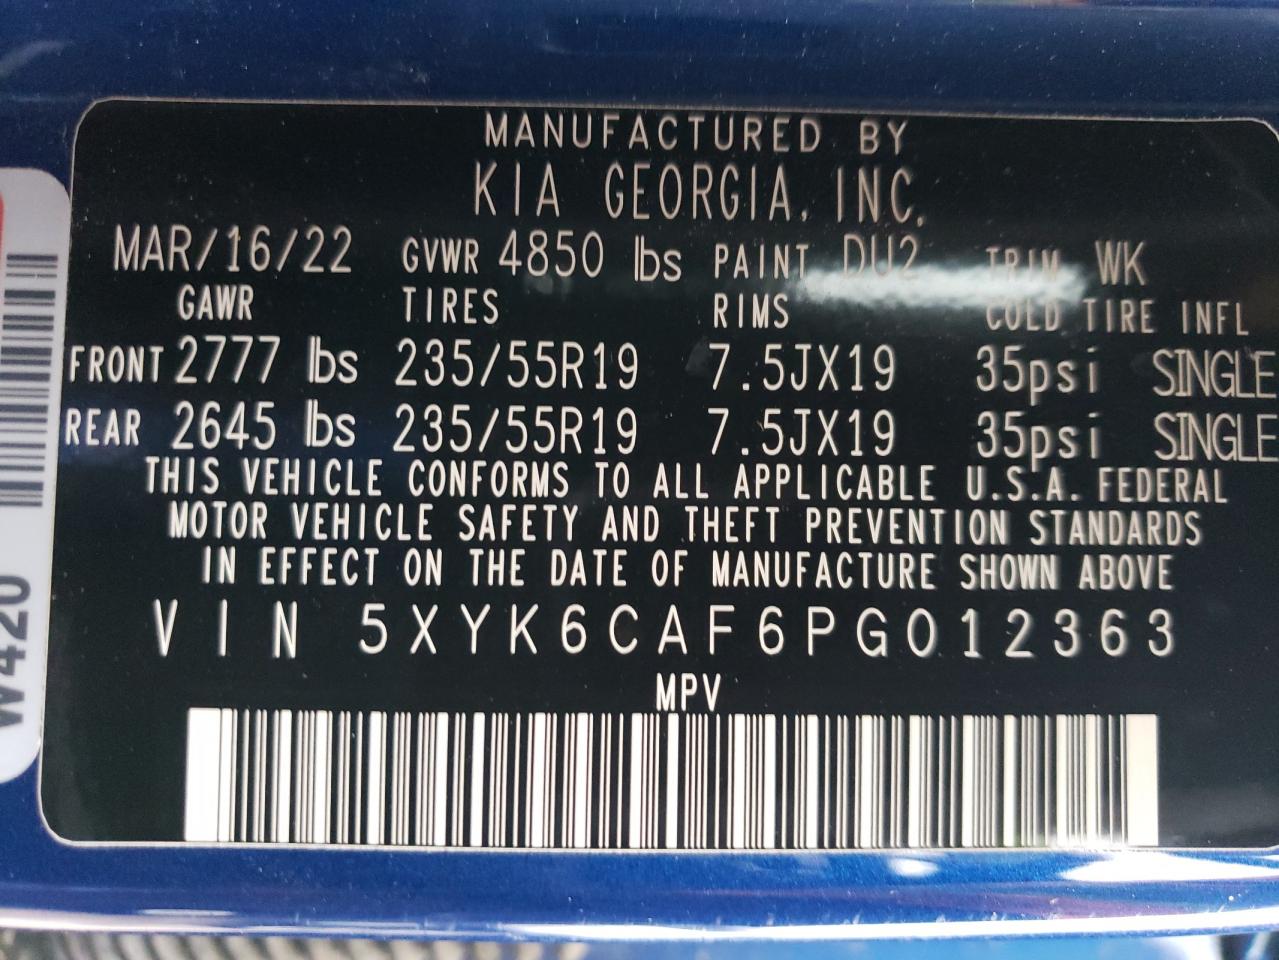 MANUFACTURED BY
KIA GEORGIA, INC.
MAR/16/22 GVWR 4850 lbs PAINT DU2 TRIM WK
GAWR TIRES RIMS COLD TIRE INFL
FRONT 2777 lbs 235/55R19 7.5JX19 35psi SINGLE
REAR 2645 lbs 235/55R19 7.5JX19 35psi SINGLE
THIS VEHICLE CONFORMS TO ALL APPLICABLE U.S.A. FEDERAL
MOTOR VEHICLE SAFETY AND THEFT PREVENTION STANDARDS
IN EFFECT ON THE DATE OF MANUFACTURE SHOWN ABOVE
VIN 5XYK6CAF6PG012363
MPV
W420